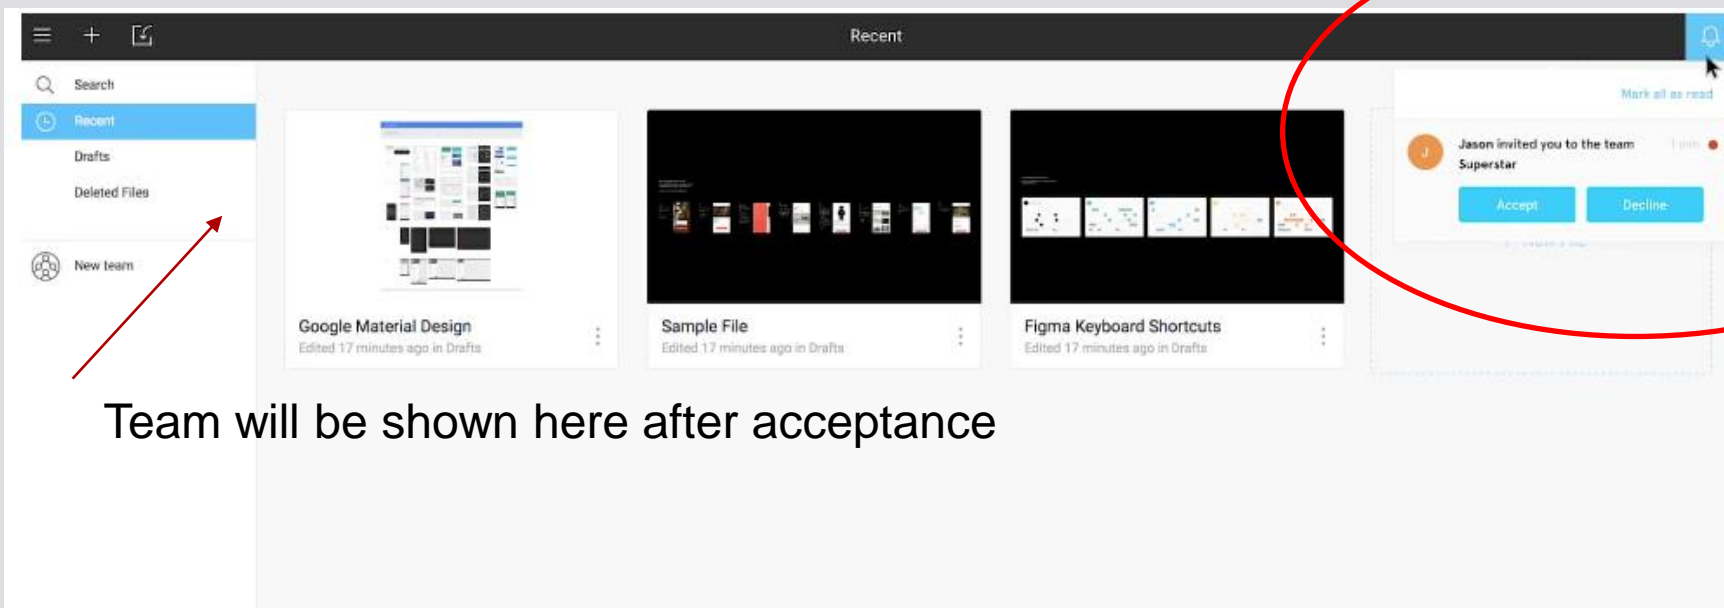 Recent
Search
Recent
Drafts
Deleted Files
New team
Mark all as read
Jason invited you to the team
1 min
Superstar
J
Accept
Decline
Google Material Design
Edited 17 minutes ago in Drafts
Sample File
Edited 17 minutes ago in Drafts
Figma Keyboard Shortcuts
Edited 17 minutes ago in Drafts
Team will be shown here after acceptance